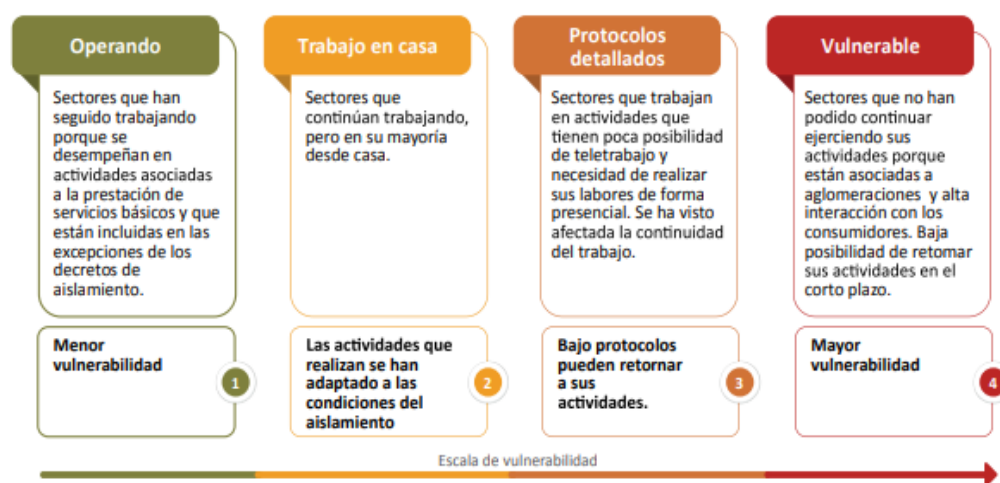 Operando
Sectores que han
seguido trabajando
porque se
desempeñan en
actividades asociadas
a la prestación de
servicios básicos y que
están incluidas en las
excepciones de los
decretos de
aislamiento.
Menor
vulnerabilidad
1
Trabajo en casa
Sectores que
continúan trabajando,
pero en su mayoría
desde casa.
Las actividades que
realizan se han
adaptado a las
condiciones del
aislamiento
2
Protocolos
detallados
Sectores que trabajan
en actividades que
tienen poca posibilidad
de teletrabajo y
necesidad de realizar
sus labores de forma
presencial. Se ha visto
afectada la continuidad
del trabajo.
Bajo protocolos
pueden retornar
a sus
actividades.
3
Vulnerable
Sectores que no han
podido continuar
ejerciendo sus
actividades porque
están asociadas a
aglomeraciones y alta
interacción con los
consumidores. Baja
posibilidad de retomar
sus actividades en el
corto plazo.
Mayor
vulnerabilidad
4
Escala de vulnerabilidad